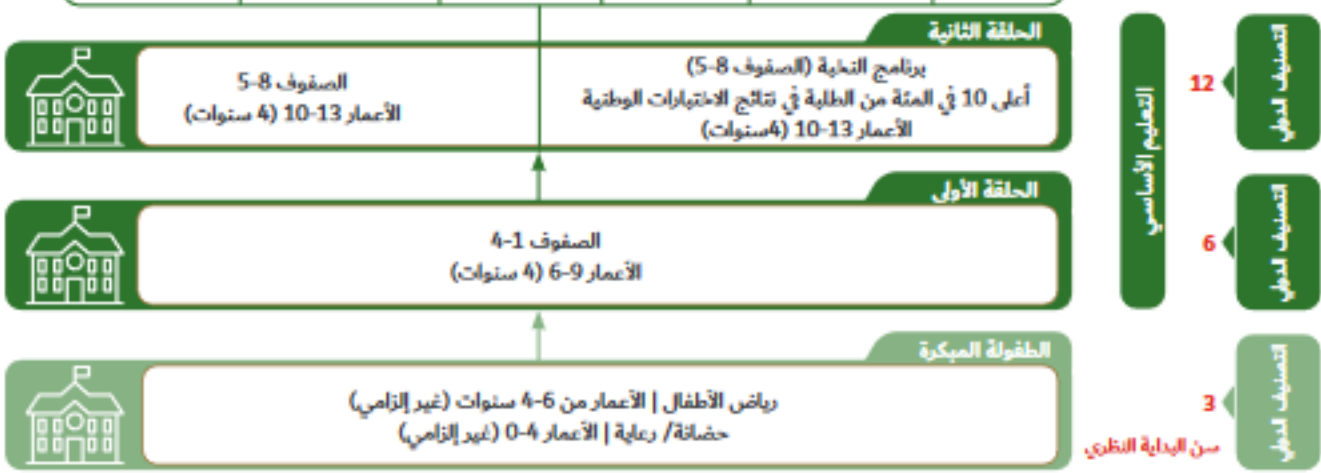 الحلقة الثانية
برنامج النخبة (الصفوف 8-5)
أعلى 10 في المئة من الطلبة في نتائج الاختبارات الوطنية
الأعمار 13-10 (4سنوات)
الصفوف 8-5
الأعمار 13-10 (4 سنوات)
التصنيف الدولي
12
التعليم الأساسي
الحلقة الأولى
الصفوف 1-4
الأعمار 9-6 (4 سنوات)
التصنيف الدولي
6
الطفولة المبكرة
رياض الأطفال | الأعمار من 6-4 سنوات (غير إلزامي)
حضانة/ رعاية | الأعمار 4-0 (غير إلزامي)
التصنيف الدولي
3
سن البداية النظري